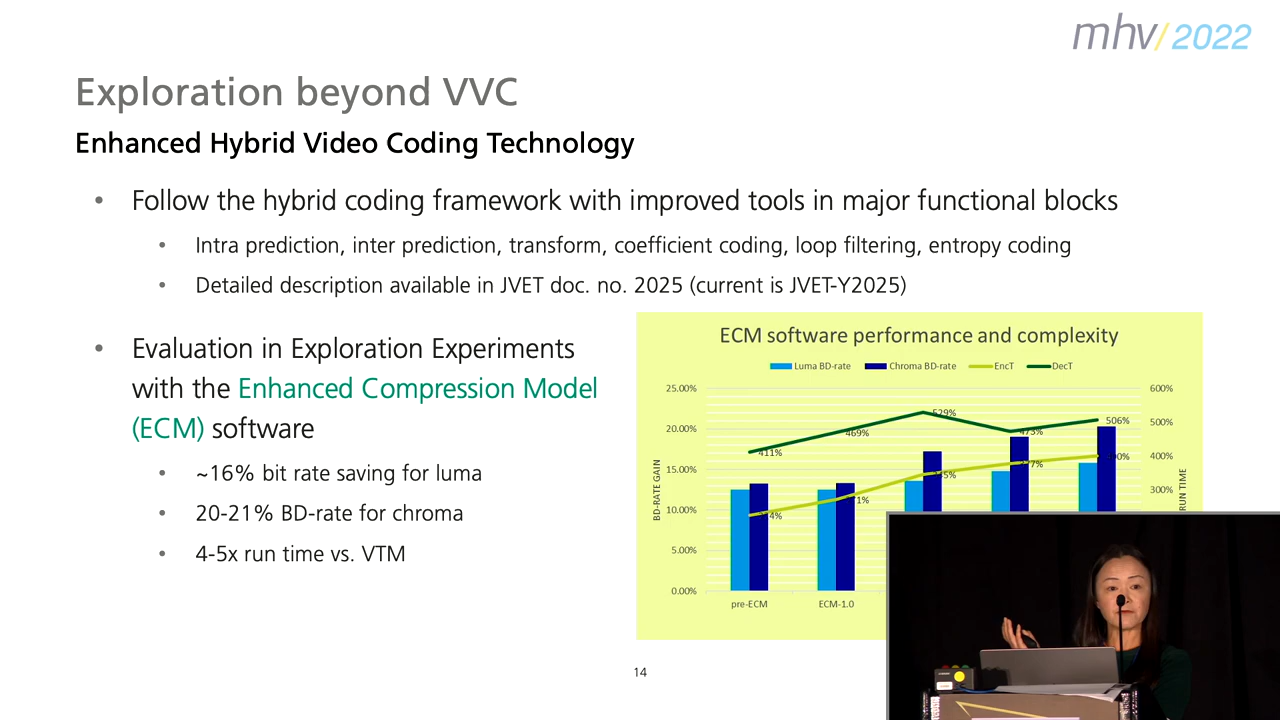 mhv/2022
Exploration beyond VVC
Enhanced Hybrid Video Coding Technology
• Follow the hybrid coding framework with improved tools in major functional blocks
• Intra prediction, inter prediction, transform, coefficient coding, loop filtering, entropy coding
• Detailed description available in JVET doc. no. 2025 (current is JVET-Y2025)
• Evaluation in Exploration Experiments
with the Enhanced Compression Model
(ECM) software
• ~16% bit rate saving for luma
• 20-21% BD-rate for chroma
• 4-5x run time vs. VTM
ECM software performance and complexity
Luma BD-rate Chroma BD-rate EncT DecT
25.00%
20.00%
15.00%
10.00%
5.00%
0.00%
BD-RATE GAIN
600%
500%
400%
300%
RUN TIME
411%
469%
529%
473%
506%
pre-ECM
ECM-1.0
14